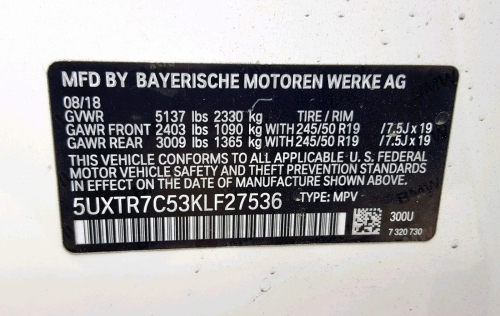 MFD BY BAYERISCHE MOTOREN WERKE AG
08/18
GVWR 5137 lbs 2330 kg TIRE / RIM
GAWR FRONT 2403 lbs 1090 kg WITH 245/50 R19 / 7.5J x 19
GAWR REAR 3009 lbs 1365 kg WITH 245/50 R19 / 7.5J x 19
THIS VEHICLE CONFORMS TO ALL APPLICABLE U. S. FEDERAL
MOTOR VEHICLE SAFETY AND THEFT PREVENTION STANDARDS
IN EFFECT ON THE DATE OF MANUFACTURE SHOWN ABOVE.
5UXTR7C53KLF27536 -TYPE: MPV
300U
7 320 730